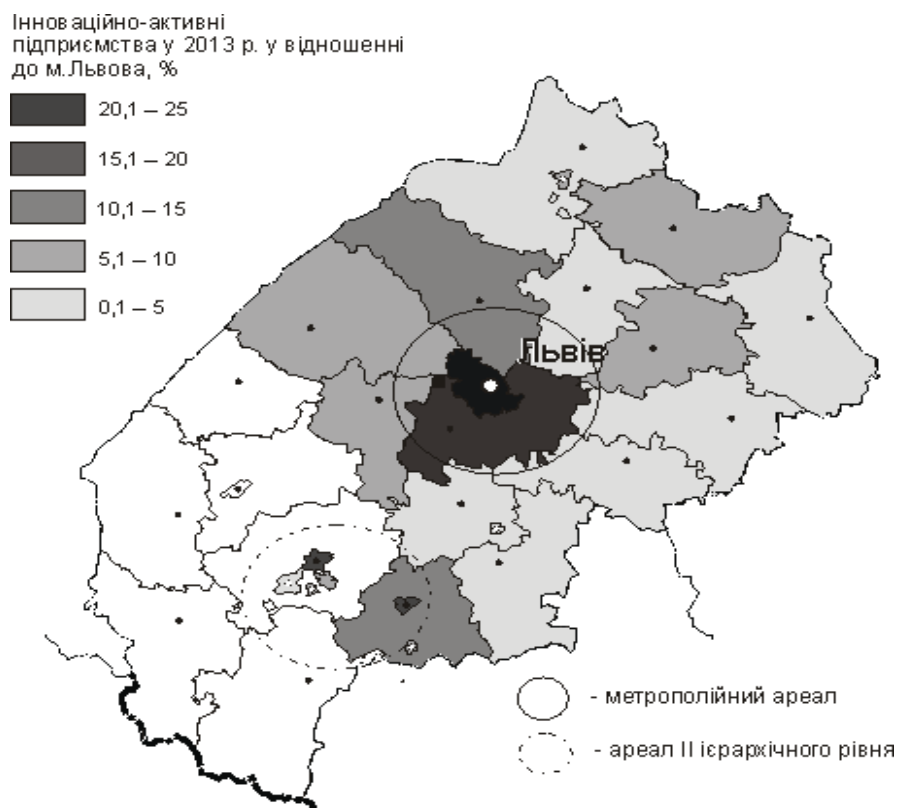 Інноваційно-активні
підприємства у 2013 р. у відношенні
до м.Львова, %
20,1 – 25
15,1 – 20
10,1 – 15
5,1 – 10
0,1 – 5
Львів
- метрополійний ареал
- ареал ІІ ієрархічного рівня